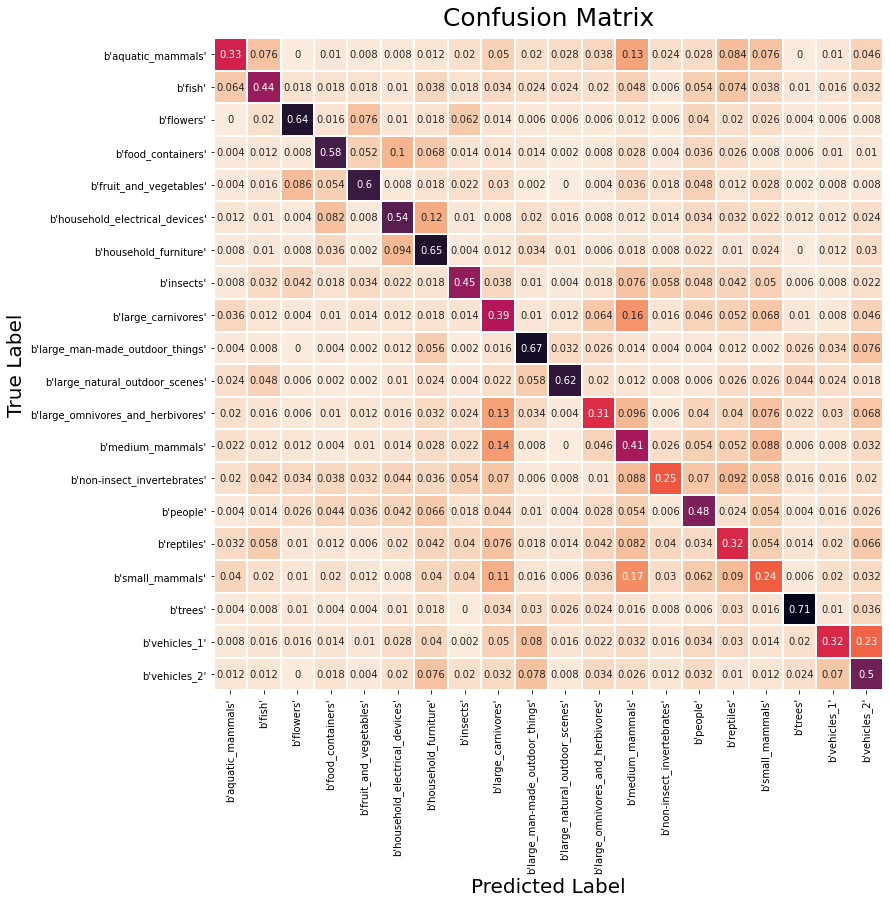 Confusion Matrix
True Label
b'aquatic_mammals' 0.33 0.076 0 0.01 0.008 0.008 0.012 0.02 0.05 0.02 0.028 0.038 0.13 0.024 0.028 0.084 0.076 0 0.01 0.046
b'fish' 0.064 0.44 0.018 0.018 0.018 0.01 0.038 0.018 0.034 0.024 0.024 0.02 0.048 0.006 0.054 0.074 0.038 0.01 0.016 0.032
b'flowers' 0 0.02 0.64 0.016 0.076 0.01 0.018 0.062 0.014 0.006 0.006 0.006 0.012 0.006 0.04 0.02 0.026 0.004 0.006 0.008
b'food_containers' 0.004 0.012 0.008 0.58 0.052 0.1 0.068 0.014 0.014 0.014 0.002 0.008 0.028 0.004 0.036 0.026 0.008 0.006 0.01 0.01
b'fruit_and_vegetables' 0.004 0.016 0.086 0.054 0.6 0.008 0.018 0.022 0.03 0.002 0 0.004 0.036 0.018 0.048 0.012 0.028 0.002 0.008 0.008
b'household_electrical_devices' 0.012 0.01 0.004 0.082 0.008 0.54 0.12 0.01 0.008 0.02 0.016 0.008 0.012 0.014 0.034 0.032 0.022 0.012 0.012 0.024
b'household_furniture' 0.008 0.01 0.008 0.036 0.002 0.094 0.65 0.004 0.012 0.034 0.01 0.006 0.018 0.008 0.022 0.01 0.024 0 0.012 0.03
b'insects' 0.008 0.032 0.042 0.018 0.034 0.022 0.018 0.45 0.038 0.01 0.004 0.018 0.076 0.058 0.048 0.042 0.05 0.006 0.008 0.022
b'large_carnivores' 0.036 0.012 0.004 0.01 0.014 0.012 0.018 0.014 0.39 0.01 0.012 0.064 0.16 0.016 0.046 0.052 0.068 0.01 0.008 0.046
b'large_man-made_outdoor_things' 0.004 0.008 0 0.004 0.002 0.012 0.056 0.002 0.016 0.67 0.032 0.026 0.014 0.004 0.004 0.012 0.002 0.026 0.034 0.076
b'large_natural_outdoor_scenes' 0.024 0.048 0.006 0.002 0.002 0.01 0.024 0.004 0.022 0.058 0.62 0.02 0.012 0.008 0.006 0.026 0.026 0.044 0.024 0.018
b'large_omnivores_and_herbivores' 0.02 0.016 0.006 0.01 0.012 0.016 0.032 0.024 0.13 0.034 0.004 0.31 0.096 0.006 0.04 0.04 0.076 0.022 0.03 0.068
b'medium_mammals' 0.022 0.012 0.012 0.004 0.01 0.014 0.028 0.022 0.14 0.008 0 0.046 0.41 0.026 0.054 0.052 0.088 0.006 0.008 0.032
b'non-insect_invertebrates' 0.02 0.042 0.034 0.038 0.032 0.044 0.036 0.054 0.07 0.006 0.008 0.01 0.088 0.25 0.07 0.092 0.058 0.016 0.016 0.02
b'people' 0.004 0.014 0.026 0.044 0.036 0.042 0.066 0.018 0.044 0.01 0.004 0.028 0.054 0.006 0.48 0.024 0.054 0.004 0.016 0.026
b'reptiles' 0.032 0.058 0.01 0.012 0.006 0.02 0.042 0.04 0.076 0.018 0.014 0.042 0.082 0.04 0.034 0.32 0.054 0.014 0.02 0.066
b'small_mammals' 0.04 0.02 0.01 0.02 0.012 0.008 0.04 0.04 0.11 0.016 0.006 0.036 0.17 0.03 0.062 0.09 0.24 0.006 0.02 0.032
b'trees' 0.004 0.008 0.01 0.004 0.004 0.01 0.018 0 0.034 0.03 0.026 0.024 0.016 0.008 0.006 0.03 0.016 0.71 0.01 0.036
b'vehicles_1' 0.008 0.016 0.016 0.014 0.01 0.028 0.04 0.002 0.05 0.08 0.016 0.022 0.032 0.016 0.034 0.03 0.014 0.02 0.32 0.23
b'vehicles_2' 0.012 0.012 0 0.018 0.004 0.02 0.076 0.02 0.032 0.078 0.008 0.034 0.026 0.012 0.032 0.01 0.012 0.024 0.07 0.5
b'aquatic_mammals'
b'fish'
b'flowers'
b'food_containers'
b'fruit_and_vegetables'
b'household_electrical_devices'
b'household_furniture'
b'insects'
b'large_carnivores'
b'large_man-made_outdoor_things'
b'large_natural_outdoor_scenes'
b'large_omnivores_and_herbivores'
b'medium_mammals'
b'non-insect_invertebrates'
b'people'
b'reptiles'
b'small_mammals'
b'trees'
b'vehicles_1'
b'vehicles_2'
Predicted Label